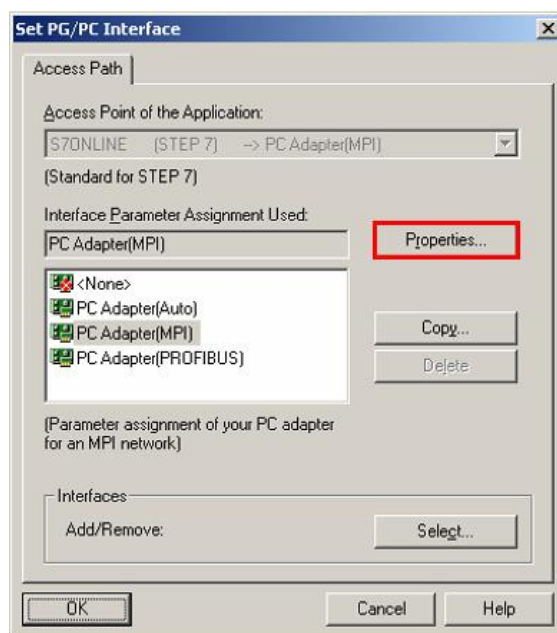 Set PG/PC Interface
Access Path
Access Point of the Application:
S7ONLINE (STEP 7) --> PC Adapter(MPI)
(Standard for STEP 7)
Interface Parameter Assignment Used:
PC Adapter(MPI)
Properties...
<None>
PC Adapter(Auto)
PC Adapter(MPI)
PC Adapter(PROFIBUS)
Copy...
Delete
(Parameter assignment of your PC adapter
for an MPI network)
Interfaces
Add/Remove:
Select...
OK
Cancel
Help